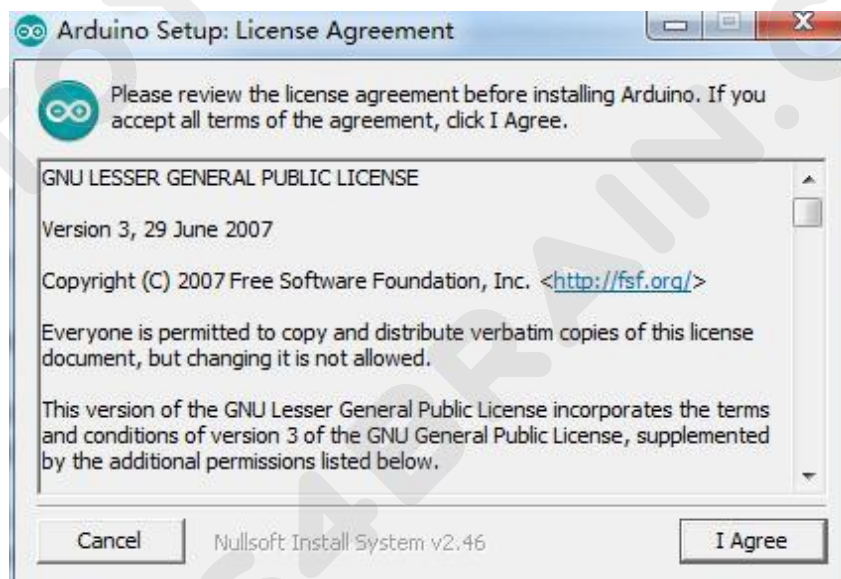 Arduino Setup: License Agreement
Please review the license agreement before installing Arduino. If you
accept all terms of the agreement, click I Agree.
GNU LESSER GENERAL PUBLIC LICENSE
Version 3, 29 June 2007
Copyright (C) 2007 Free Software Foundation, Inc. <http://fsf.org/>
Everyone is permitted to copy and distribute verbatim copies of this license
document, but changing it is not allowed.
This version of the GNU Lesser General Public License incorporates the terms
and conditions of version 3 of the GNU General Public License, supplemented
by the additional permissions listed below.
Cancel
Nullsoft Install System v2.46
I Agree